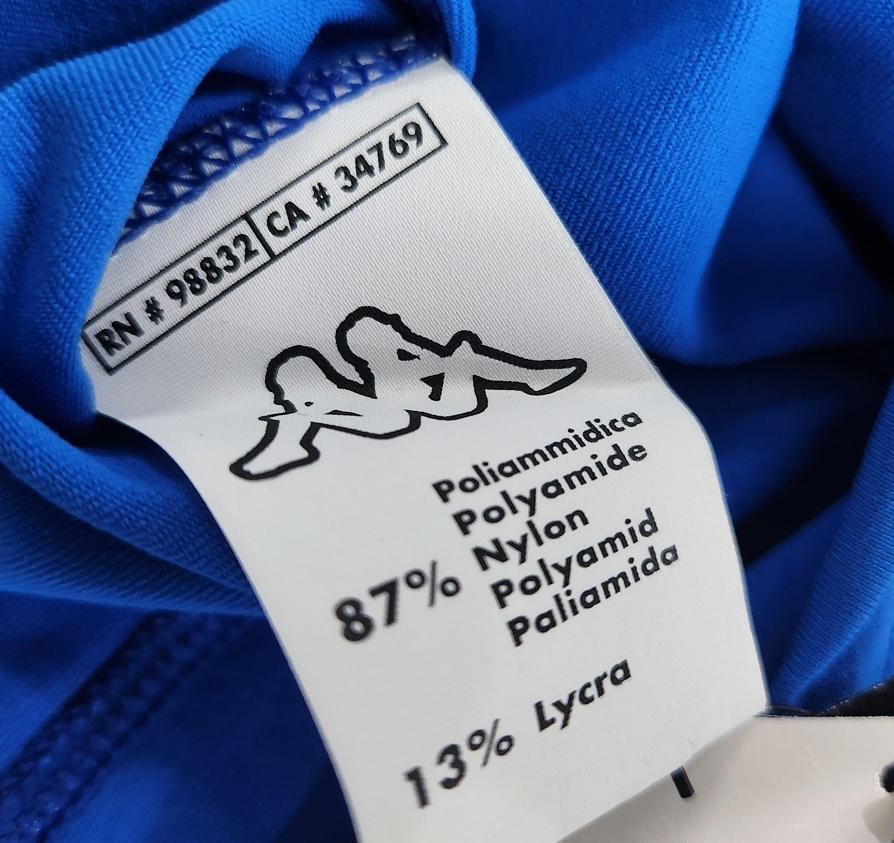 RN # 98832 CA # 34769
Poliammidica
Polyamide
87% Nylon
Polyamid
Paliamida
13% Lycra